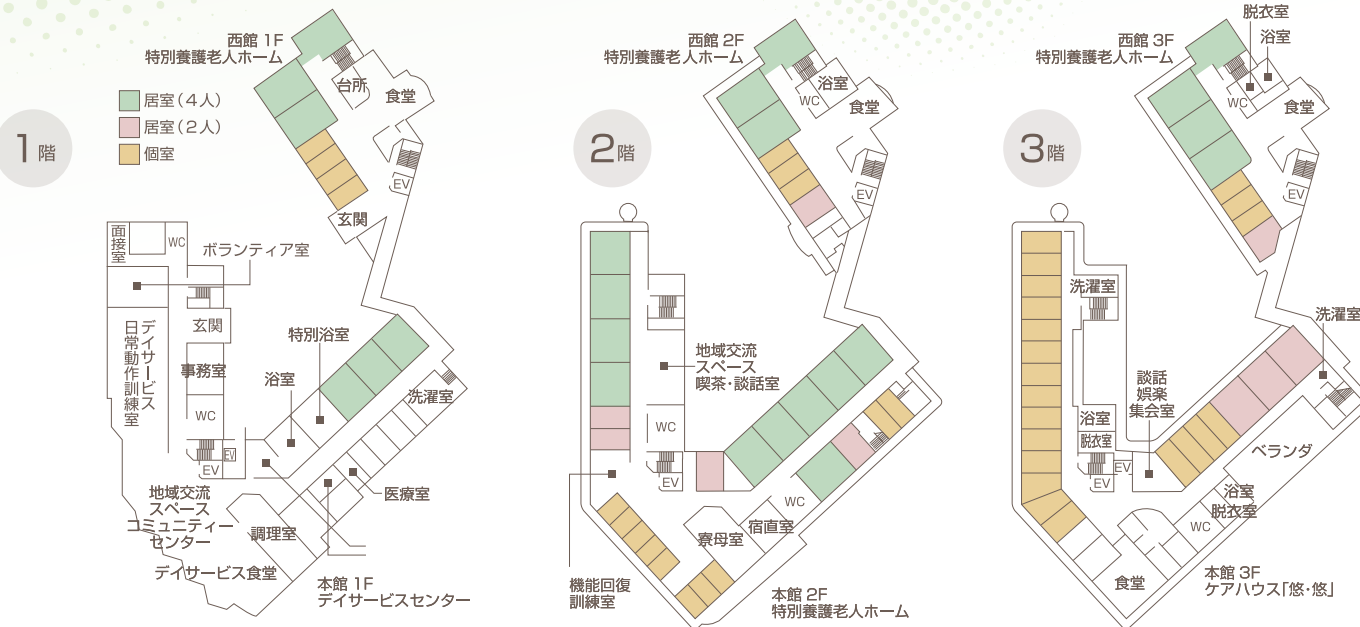 西館 1F
特別養護老人ホーム
居室(4人)
居室(2人)
個室
1階
台所
食堂
EV
玄関
面接室
WC
ボランティア室
デイサービス
日常動作訓練室
玄関
事務室
WC
EV
EV
特別浴室
浴室
洗濯室
医療室
地域交流
スペース
コミュニティー
センター
調理室
デイサービス食堂
本館 1F
デイサービスセンター
西館 2F
特別養護老人ホーム
2階
浴室
WC
食堂
EV
地域交流
スペース
喫茶・談話室
WC
EV
WC
宿直室
寮母室
機能回復
訓練室
本館 2F
特別養護老人ホーム
脱衣室
浴室
西館 3F
特別養護老人ホーム
3階
WC
食堂
EV
洗濯室
洗濯室
談話
娯楽
集会室
浴室
脱衣室
EV
EV
ベランダ
浴室
脱衣室
WC
食堂
本館 3F
ケアハウス「悠・悠」